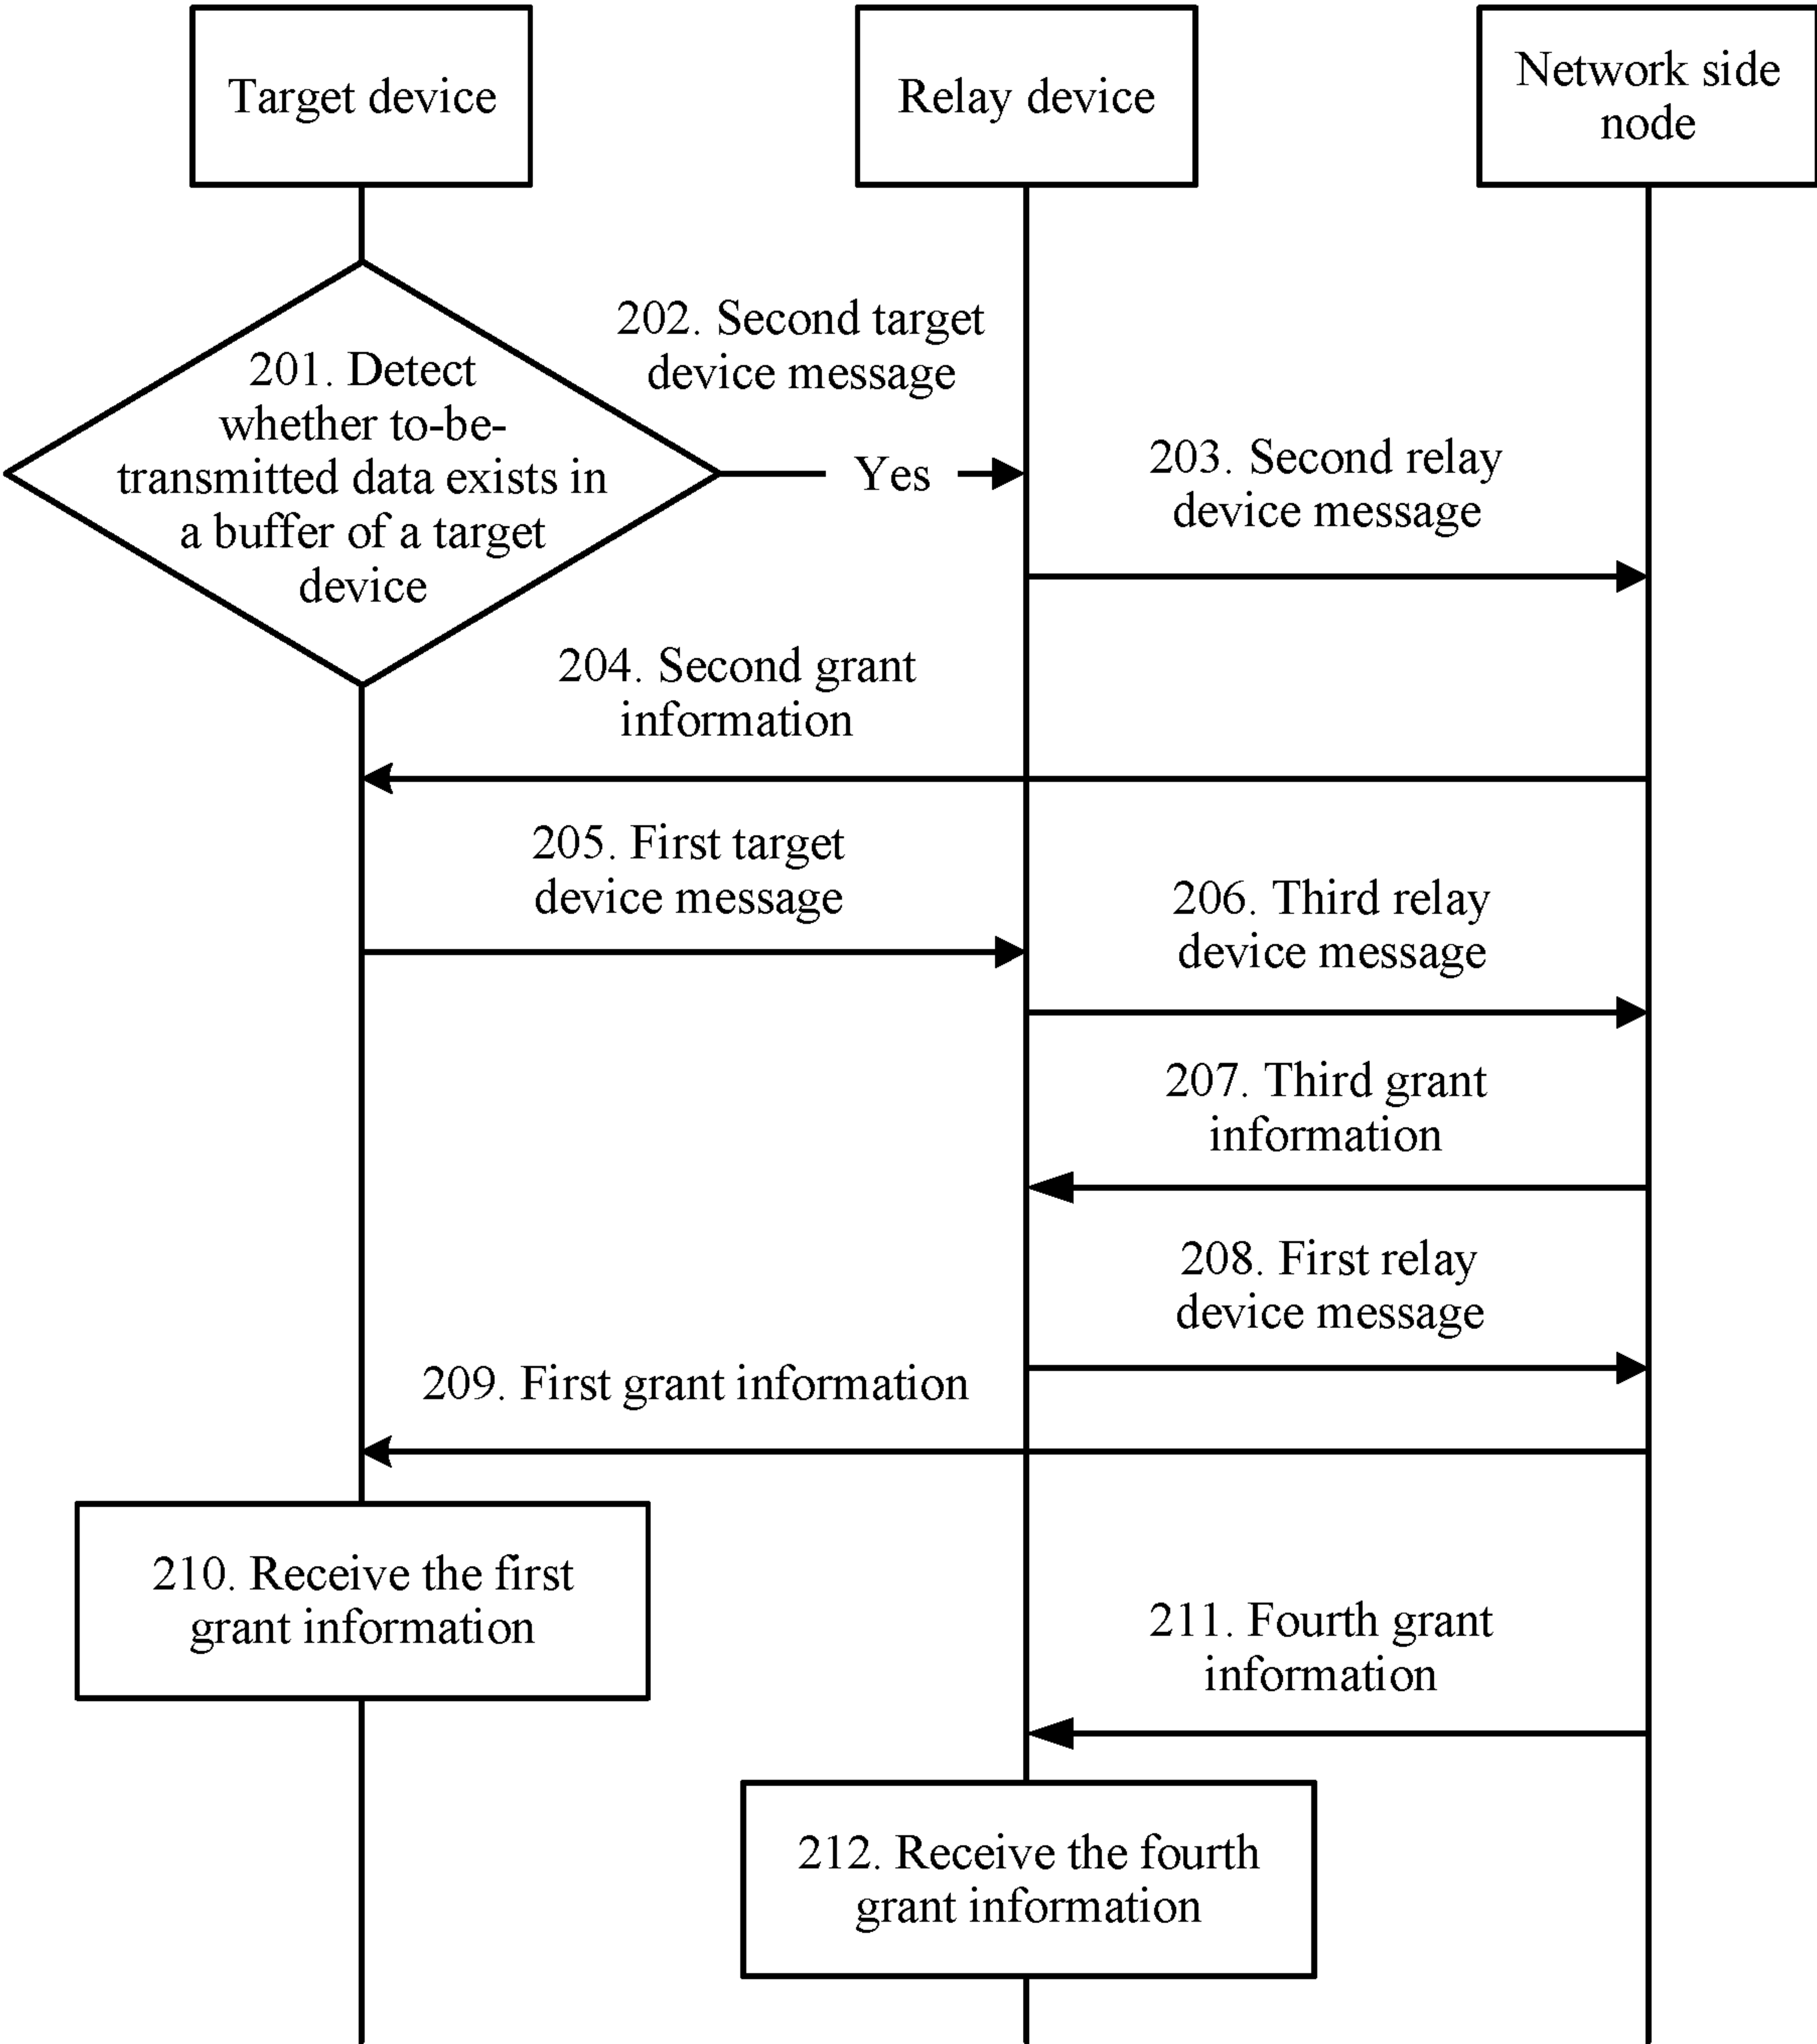 Target device
Relay device
Network side
node
201. Detect
whether to-be-
transmitted data exists in
a buffer of a target
device
202. Second target
device message
Yes
203. Second relay
device message
204. Second grant
information
205. First target
device message
206. Third relay
device message
207. Third grant
information
208. First relay
device message
209. First grant information
210. Receive the first
grant information
211. Fourth grant
information
212. Receive the fourth
grant information